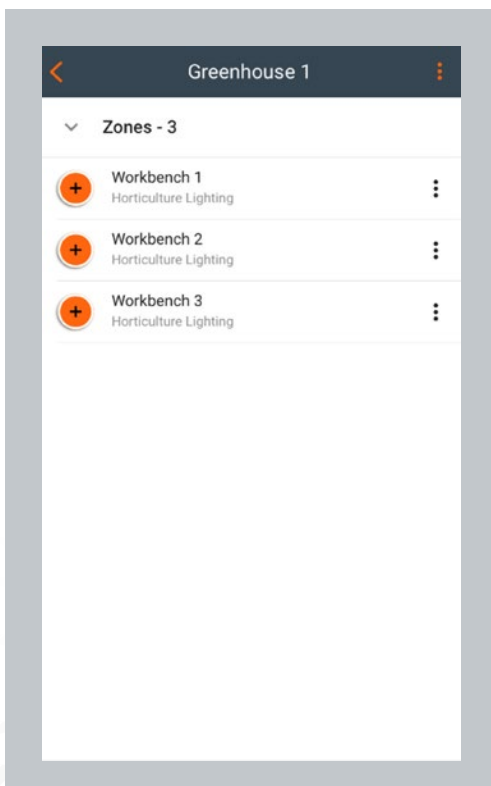 Greenhouse 1
Zones - 3
Workbench 1
Horticulture Lighting
Workbench 2
Horticulture Lighting
Workbench 3
Horticulture Lighting